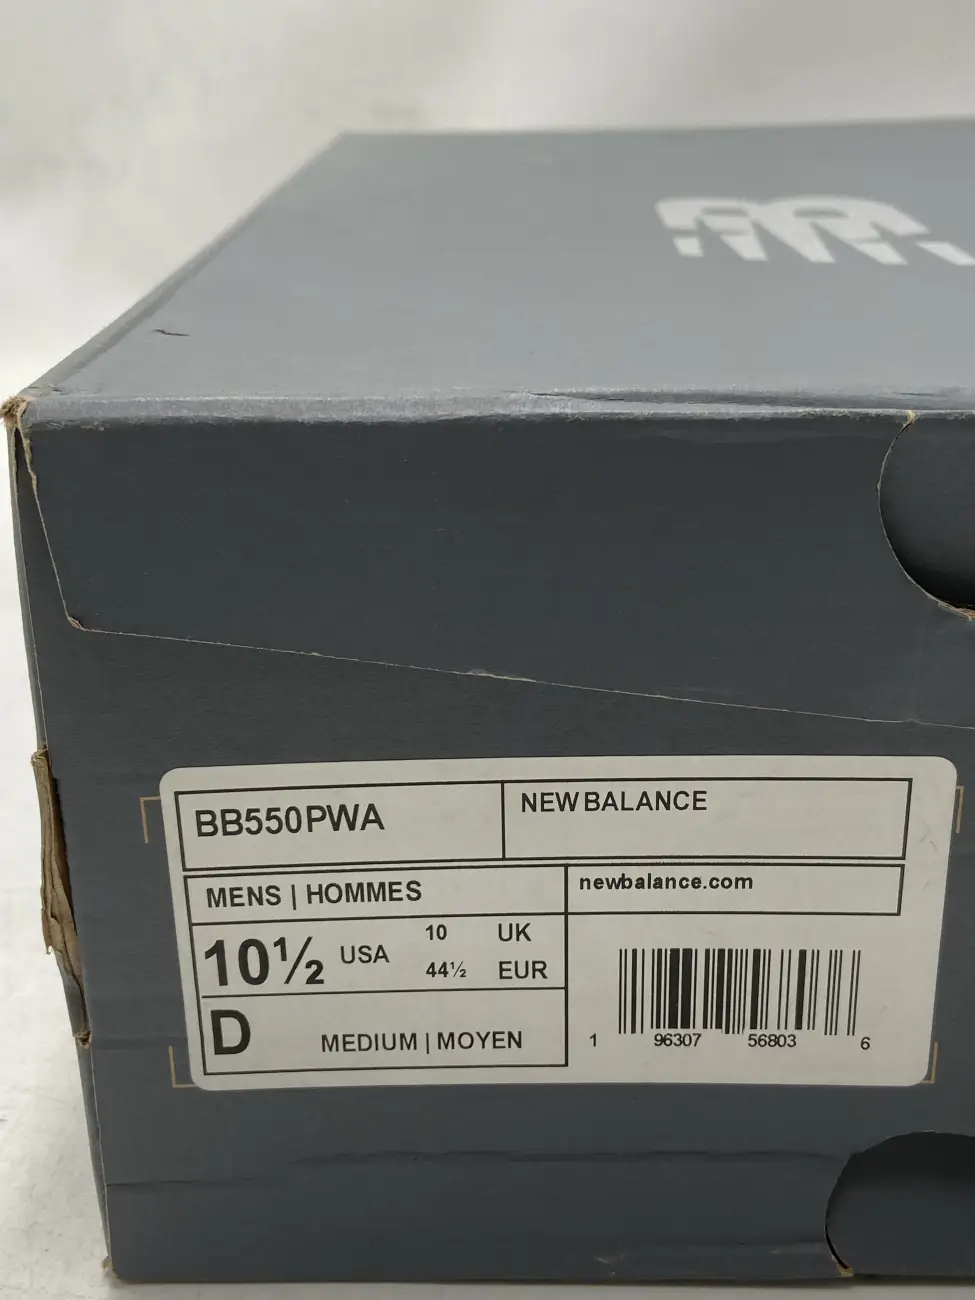 BB550PWA
NEW BALANCE
MENS | HOMMES
newbalance.com
10½ USA
10 UK
44½ EUR
D MEDIUM | MOYEN
1 96307 56803 6